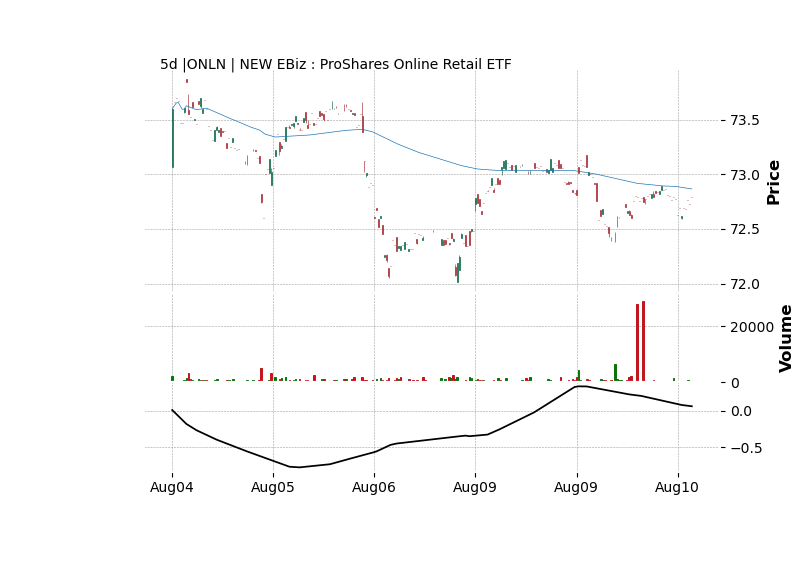 5d |ONLN | NEW EBiz : ProShares Online Retail ETF
73.5
73.0
72.5
72.0
Price
20000
0
Volume
0.0
−0.5
Aug04 Aug05 Aug06 Aug09 Aug09 Aug10